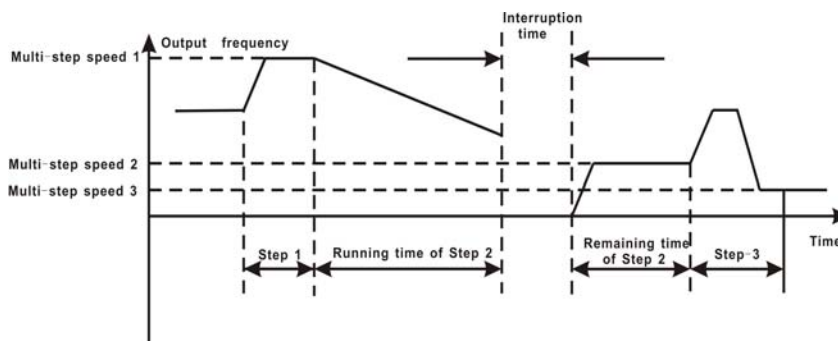 Interruption
time
Output frequency
Multi-step speed 1
Multi-step speed 2
Multi-step speed 3
Time
Step 1
Running time of Step 2
Remaining time
of Step 2
Step-3